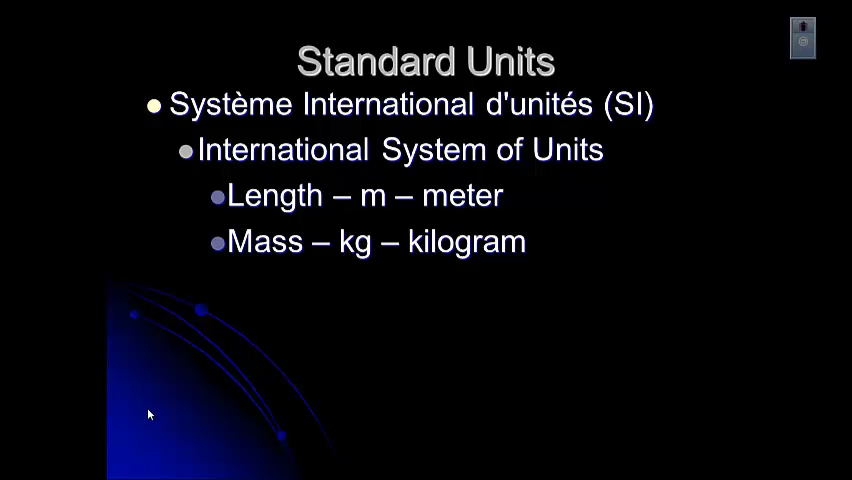 Standard Units
Système International d'unités (SI)
International System of Units
Length – m – meter
Mass – kg – kilogram